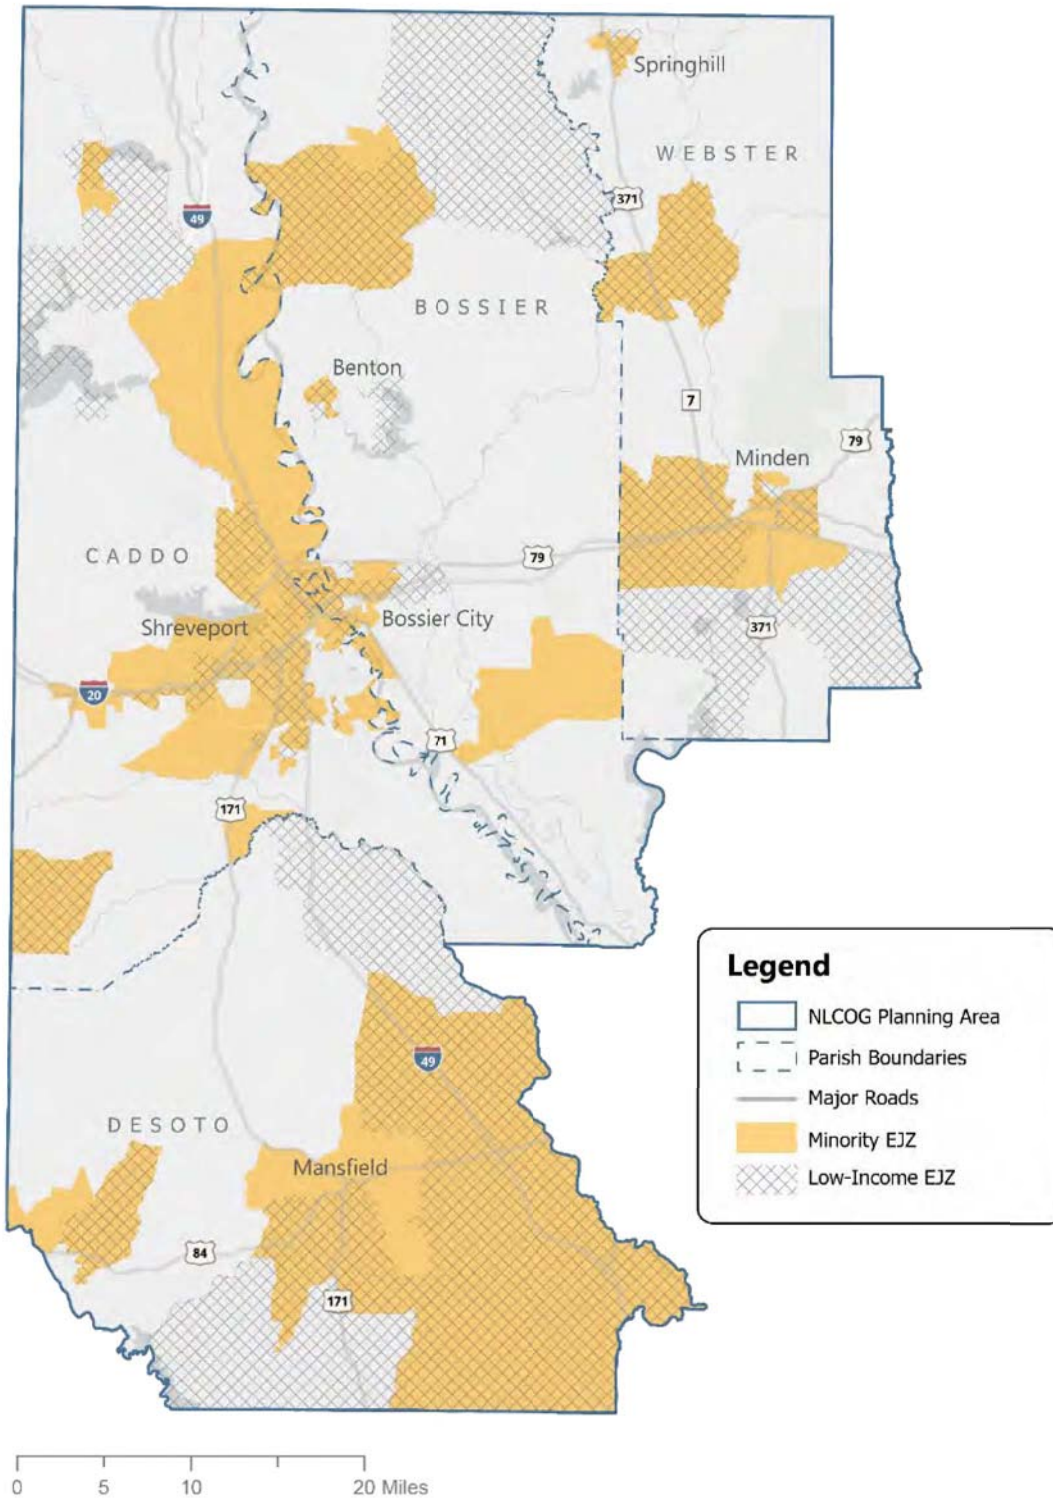 Springhill
WEBSTER
371
49
BOSSIER
Benton
7
Minden
79
CADDO
79
Bossier City
Shreveport
371
20
71
171
49
DESOTO
Mansfield
84
171
Legend
NLCOG Planning Area
Parish Boundaries
Major Roads
Minority EJZ
Low-Income EJZ
0 5 10 20 Miles